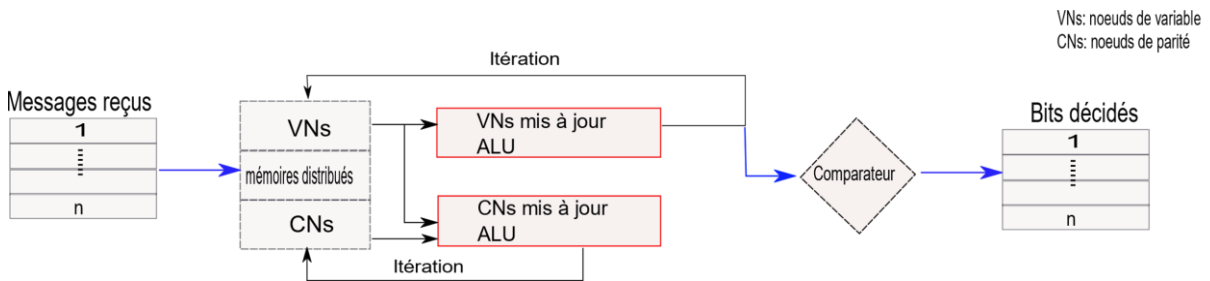 VNs: noeuds de variable
CNs: noeuds de parité
Itération
Messages reçus
1
n
VNs
mémoires distribués
CNs
VNs mis à jour
ALU
CNs mis à jour
ALU
Itération
Comparateur
Bits décidés
1
n